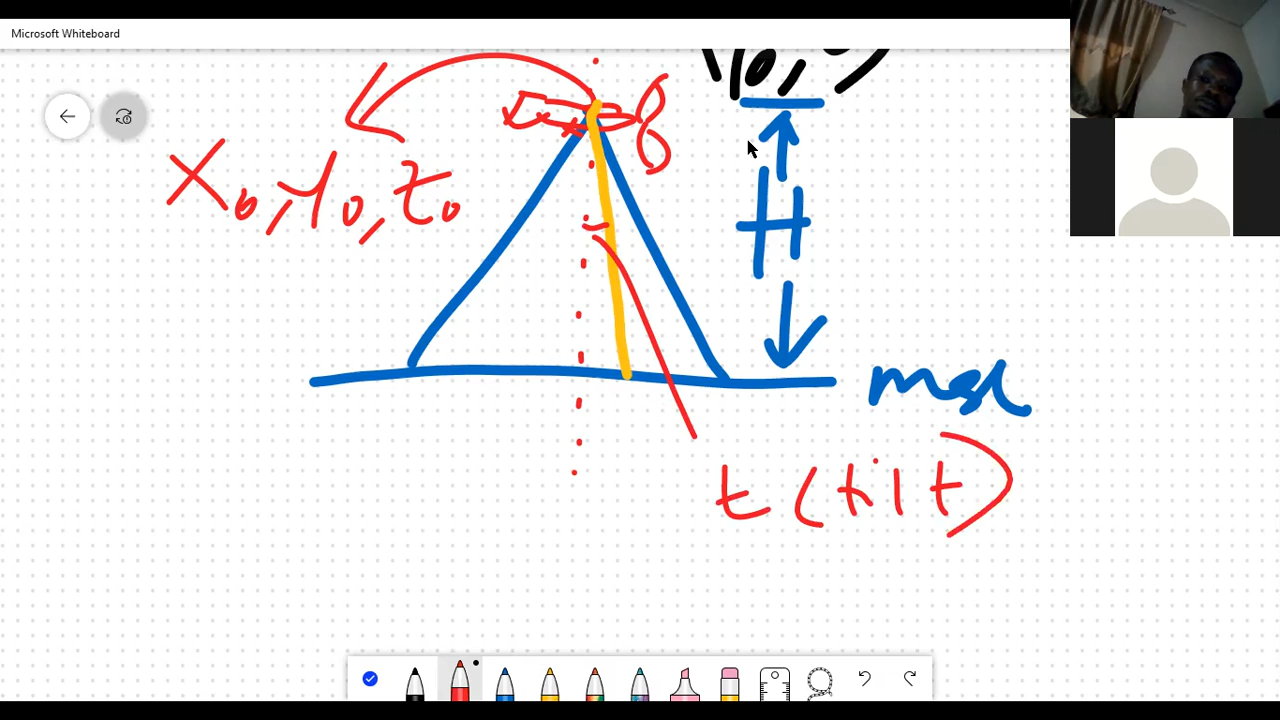 Microsoft Whiteboard
X₀, Y₀, Z₀
H
msl
t (tilt)